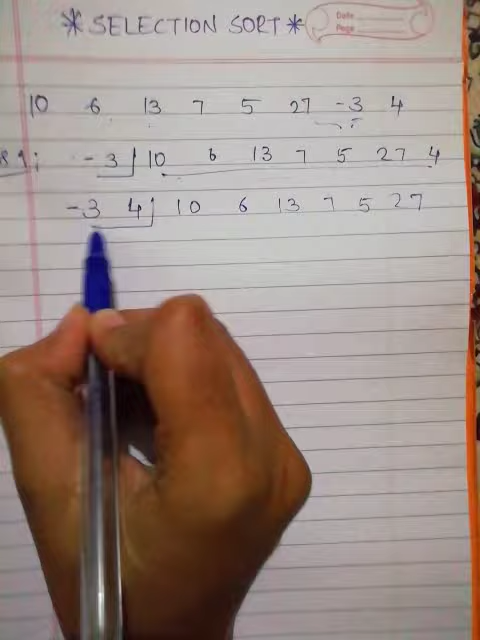 *SELECTION SORT*
Date
Page
10 6 13 7 5 27 -3 4
-3 10 6 13 7 5 27 4
-3 4 10 6 13 7 5 27